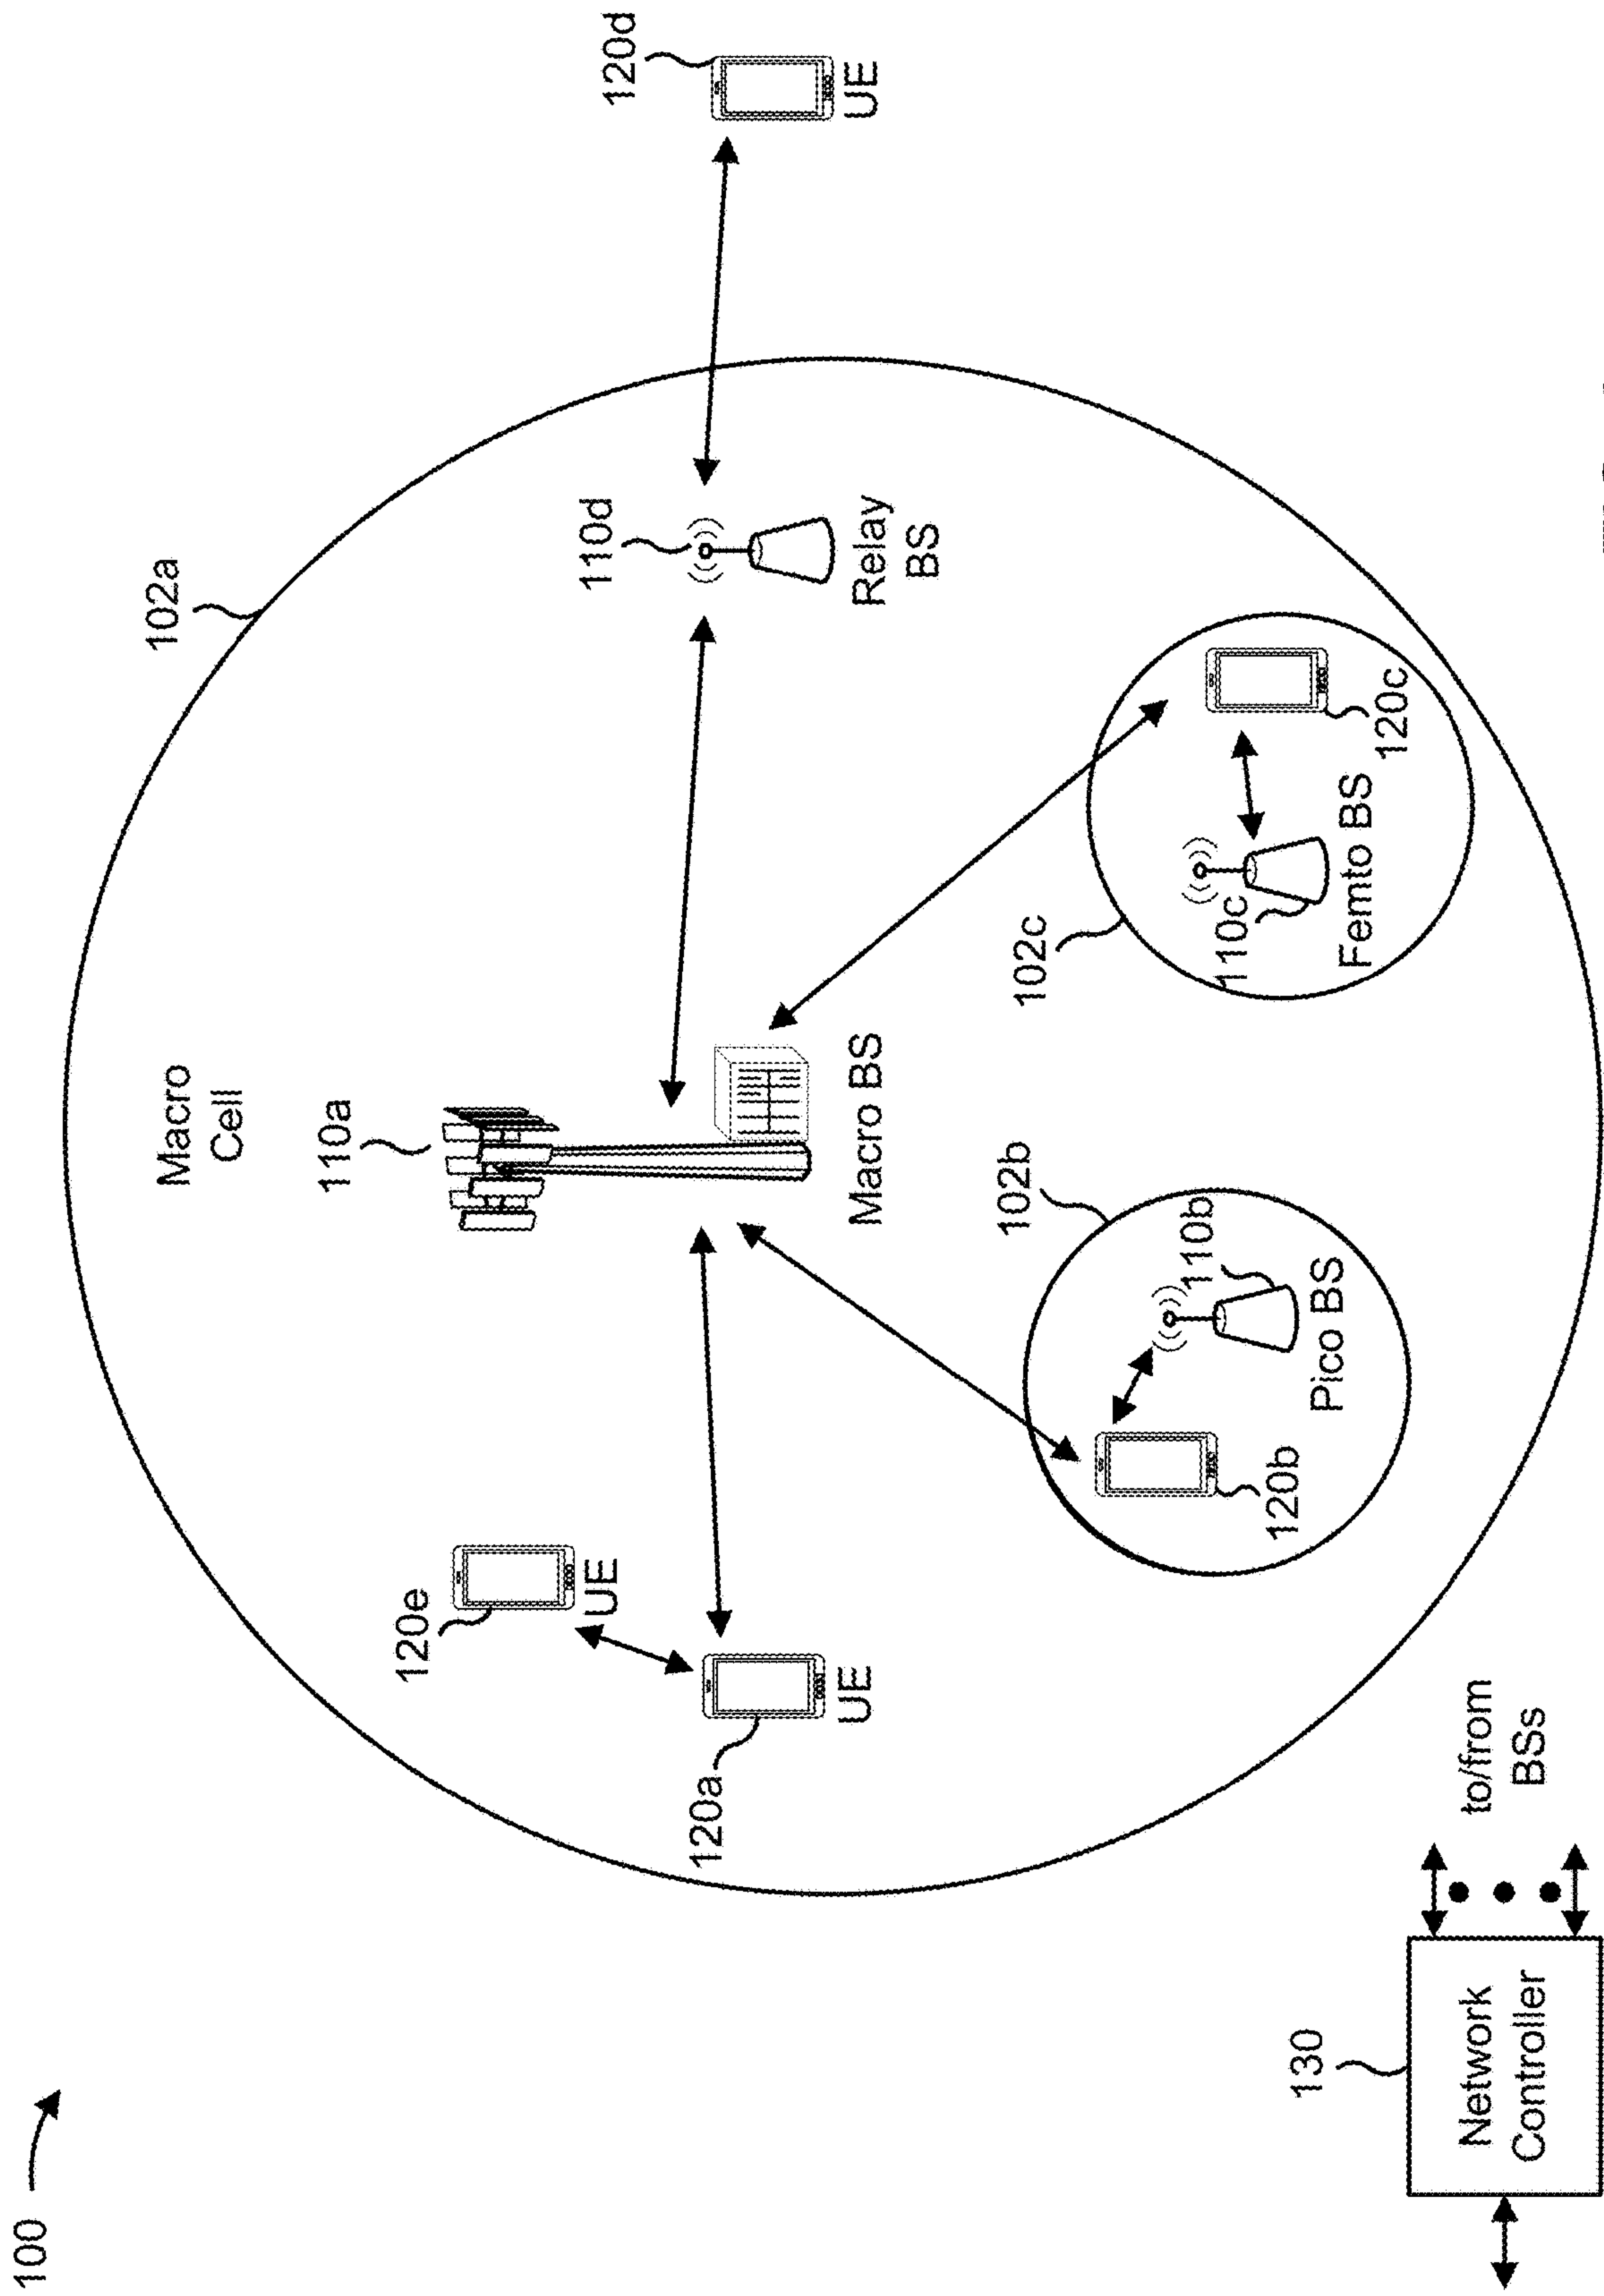 100
102a
Macro
Cell
110a
120e
UE
120a
UE
Macro BS
110d
Relay
BS
120d
UE
102b
110b
Pico BS
120b
102c
110c
Femto BS
120c
130
Network
Controller
to/from
BSs